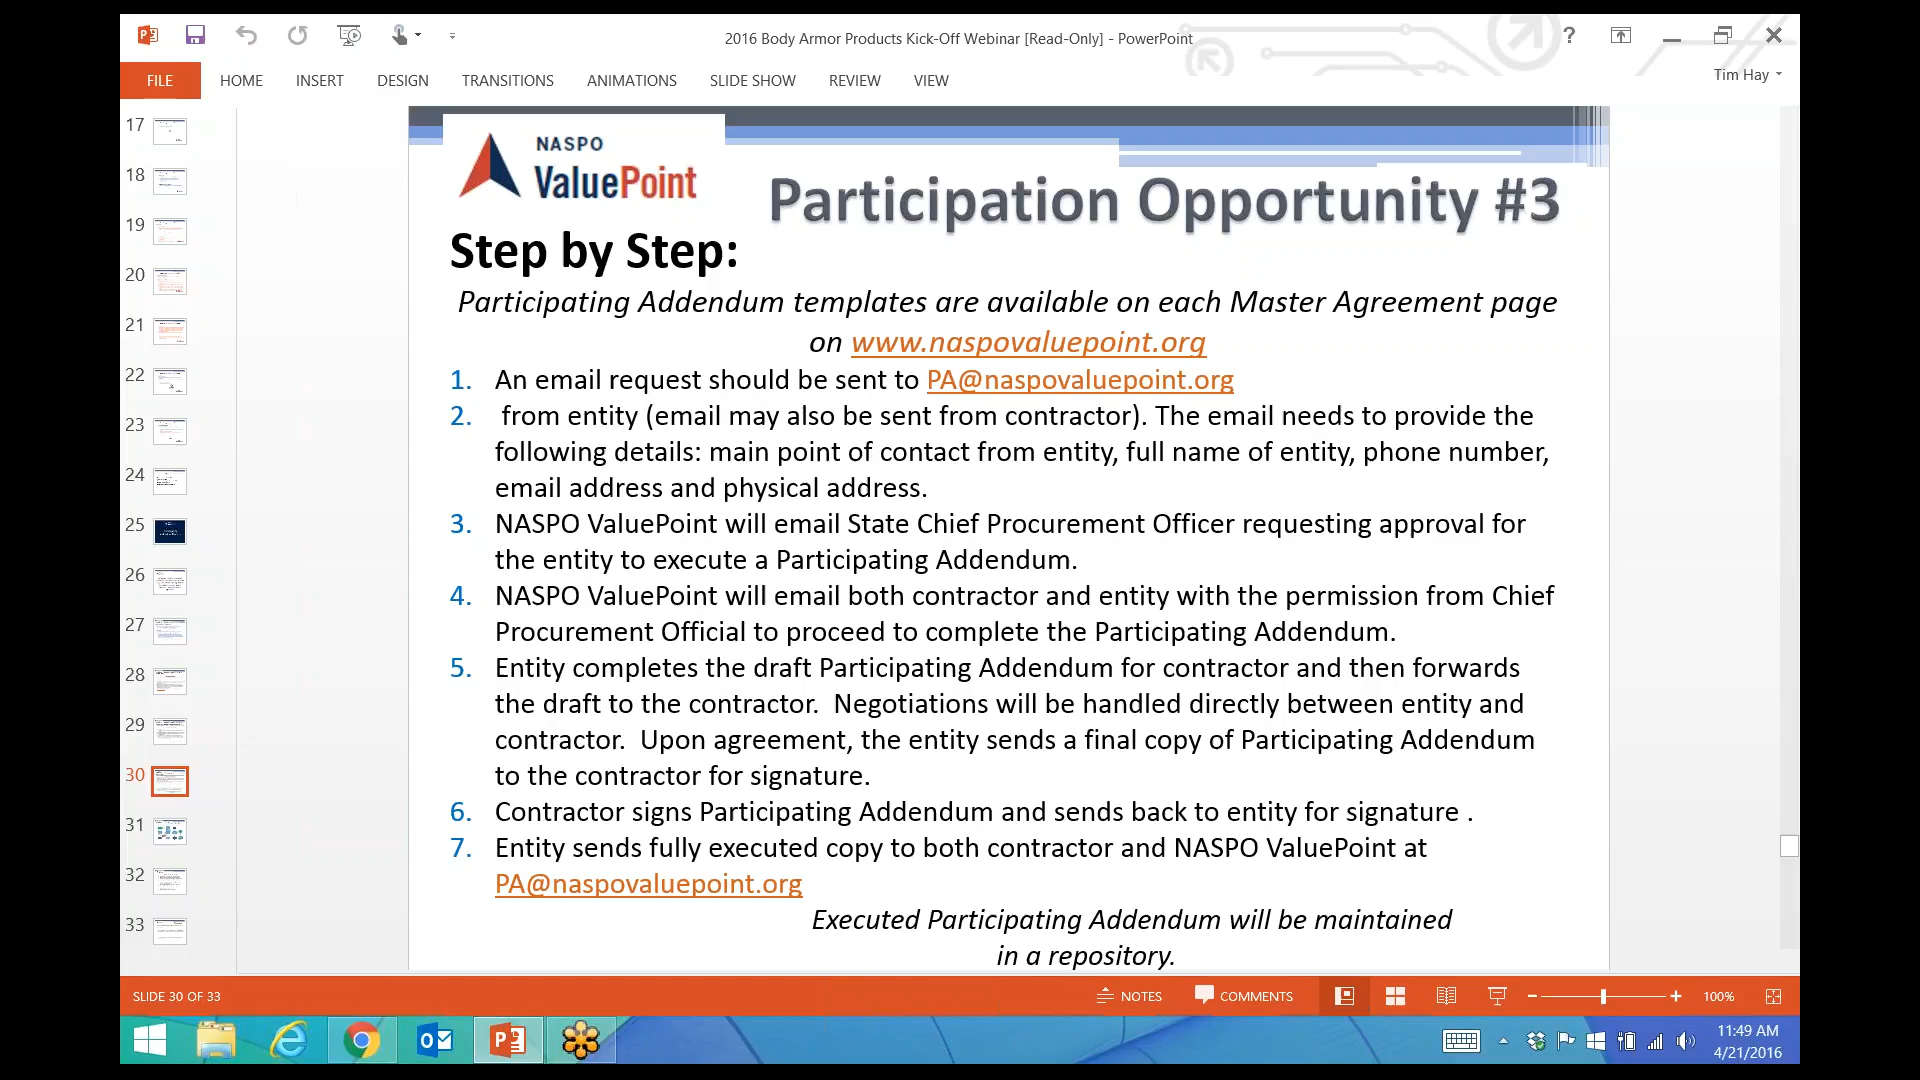 2016 Body Armor Products Kick-Off Webinar [Read-Only] - PowerPoint
?
FILE
HOME
INSERT
DESIGN
TRANSITIONS
ANIMATIONS
SLIDE SHOW
REVIEW
VIEW
Tim Hay
17
18
19
20
21
22
23
24
25
26
27
28
29
30
31
32
33
NASPO
ValuePoint
Participation Opportunity #3
Step by Step:
Participating Addendum templates are available on each Master Agreement page
on www.naspovaluepoint.org
1. An email request should be sent to PA@naspovaluepoint.org
2. from entity (email may also be sent from contractor). The email needs to provide the
following details: main point of contact from entity, full name of entity, phone number,
email address and physical address.
3. NASPO ValuePoint will email State Chief Procurement Officer requesting approval for
the entity to execute a Participating Addendum.
4. NASPO ValuePoint will email both contractor and entity with the permission from Chief
Procurement Official to proceed to complete the Participating Addendum.
5. Entity completes the draft Participating Addendum for contractor and then forwards
the draft to the contractor. Negotiations will be handled directly between entity and
contractor. Upon agreement, the entity sends a final copy of Participating Addendum
to the contractor for signature.
6. Contractor signs Participating Addendum and sends back to entity for signature .
7. Entity sends fully executed copy to both contractor and NASPO ValuePoint at
PA@naspovaluepoint.org
Executed Participating Addendum will be maintained
in a repository.
SLIDE 30 OF 33
NOTES
COMMENTS
100%
11:49 AM
4/21/2016